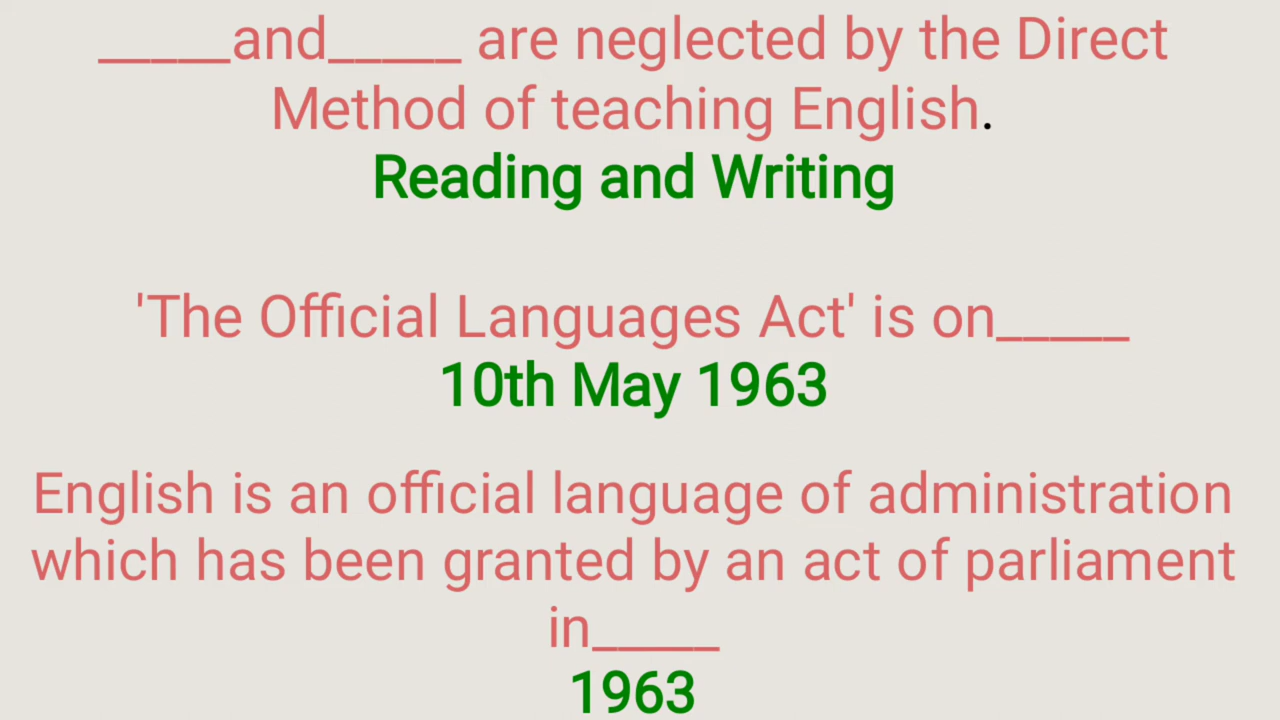 _____and_____ are neglected by the Direct
Method of teaching English.
Reading and Writing
'The Official Languages Act' is on_____
10th May 1963
English is an official language of administration
which has been granted by an act of parliament
in_____
1963